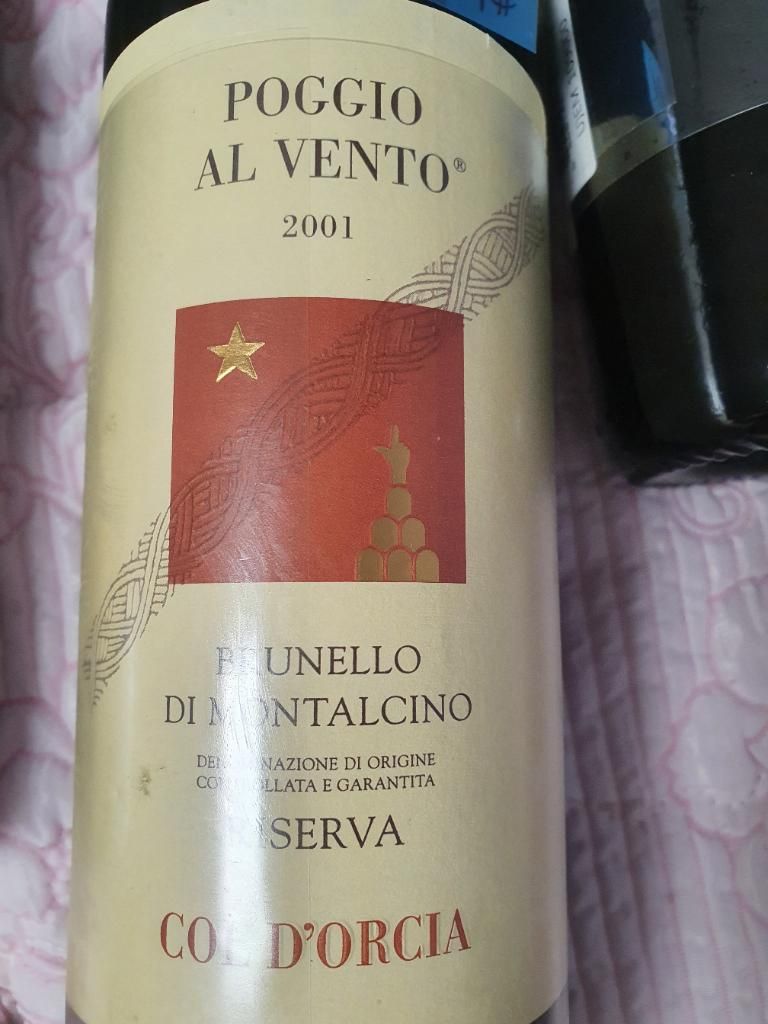 POGGIO
AL VENTO®
2001
BRUNELLO
DI MONTALCINO
DENOMINAZIONE DI ORIGINE
CONTROLLATA E GARANTITA
RISERVA
COL D'ORCIA